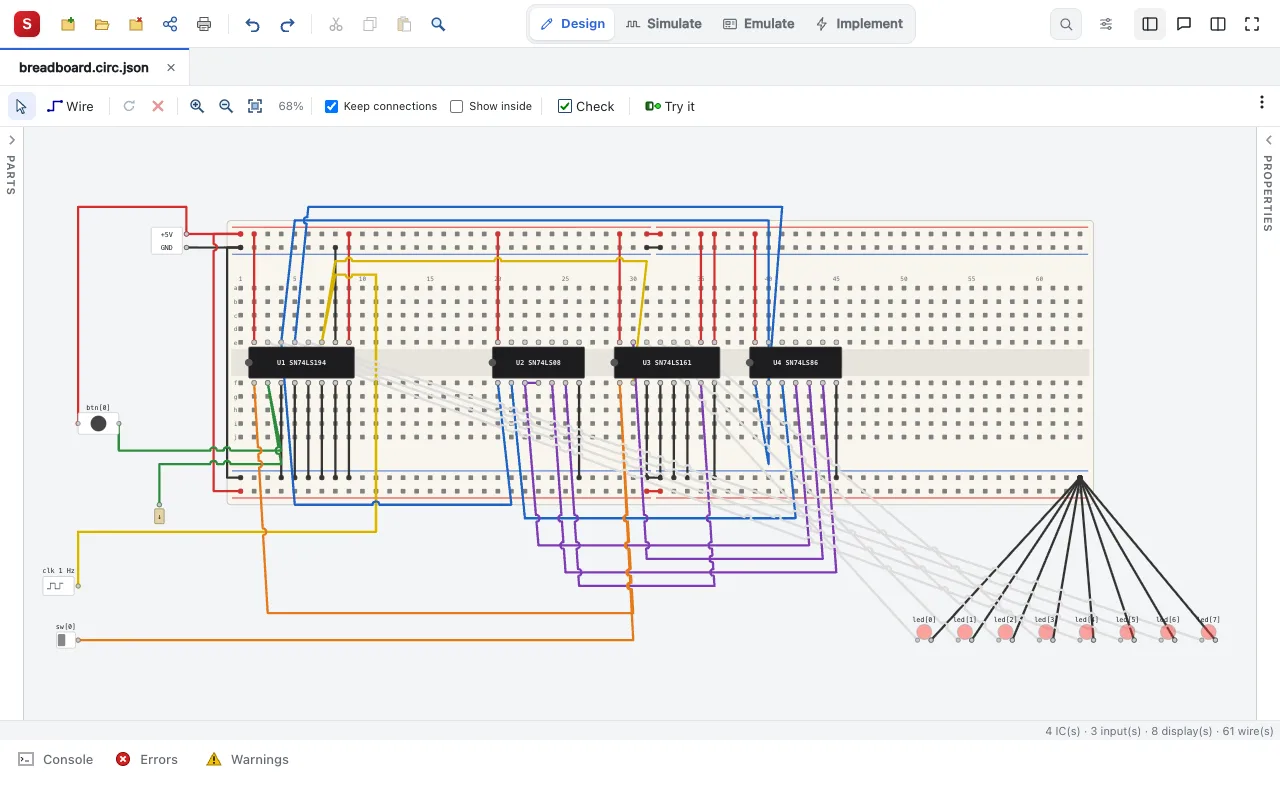 S
Design
Simulate
Emulate
Implement
breadboard.circ.json
Wire
68%
Keep connections
Show inside
Check
Try it
PARTS
PROPERTIES
+5V
GND
1
5
10
15
20
25
30
35
40
45
50
55
60
U1 SN74LS194
U2 SN74LS08
U3 SN74LS161
U4 SN74LS86
btn[0]
clk 1 Hz
sw[0]
led[0]
led[1]
led[2]
led[3]
led[4]
led[5]
led[6]
led[7]
4 IC(s) · 3 input(s) · 8 display(s) · 61 wire(s)
Console
Errors
Warnings